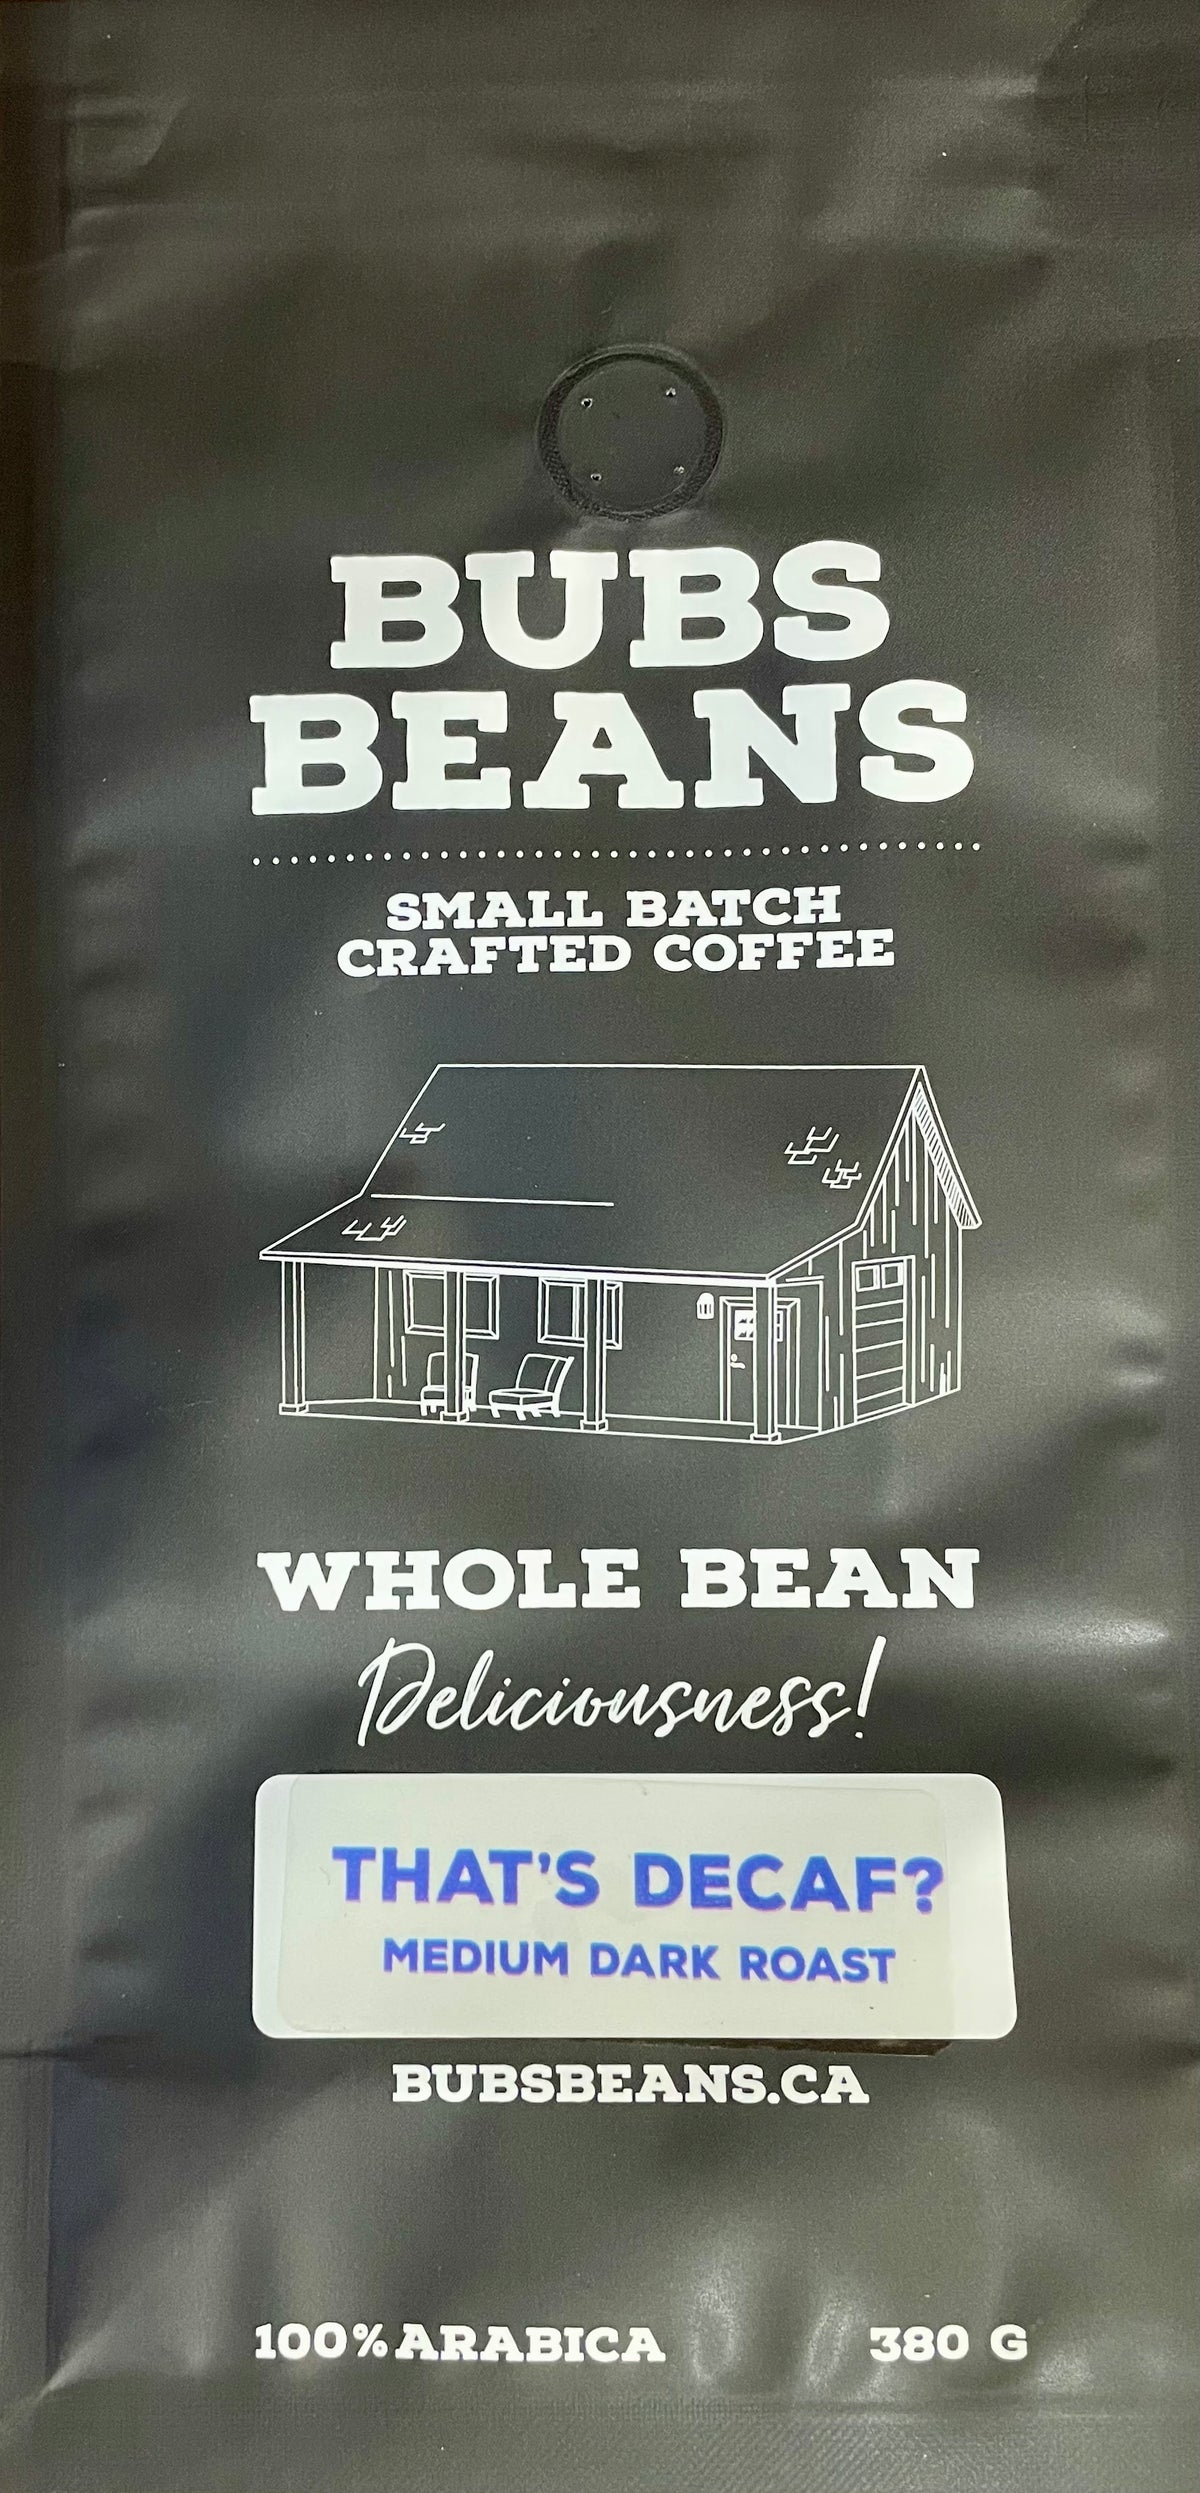 BUBS
BEANS
SMALL BATCH
CRAFTED COFFEE
WHOLE BEAN
Deliciousness!
THAT'S DECAF?
MEDIUM DARK ROAST
BUBSBEANS.CA
100% ARABICA 380 G